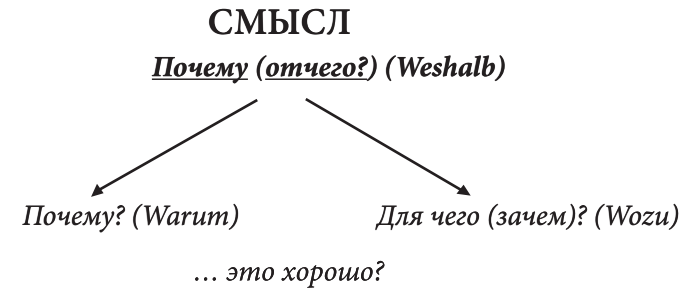 СМЫСЛ
Почему (отчего?) (Weshalb)
Почему? (Warum)
Для чего (зачем)? (Wozu)
… это хорошо?